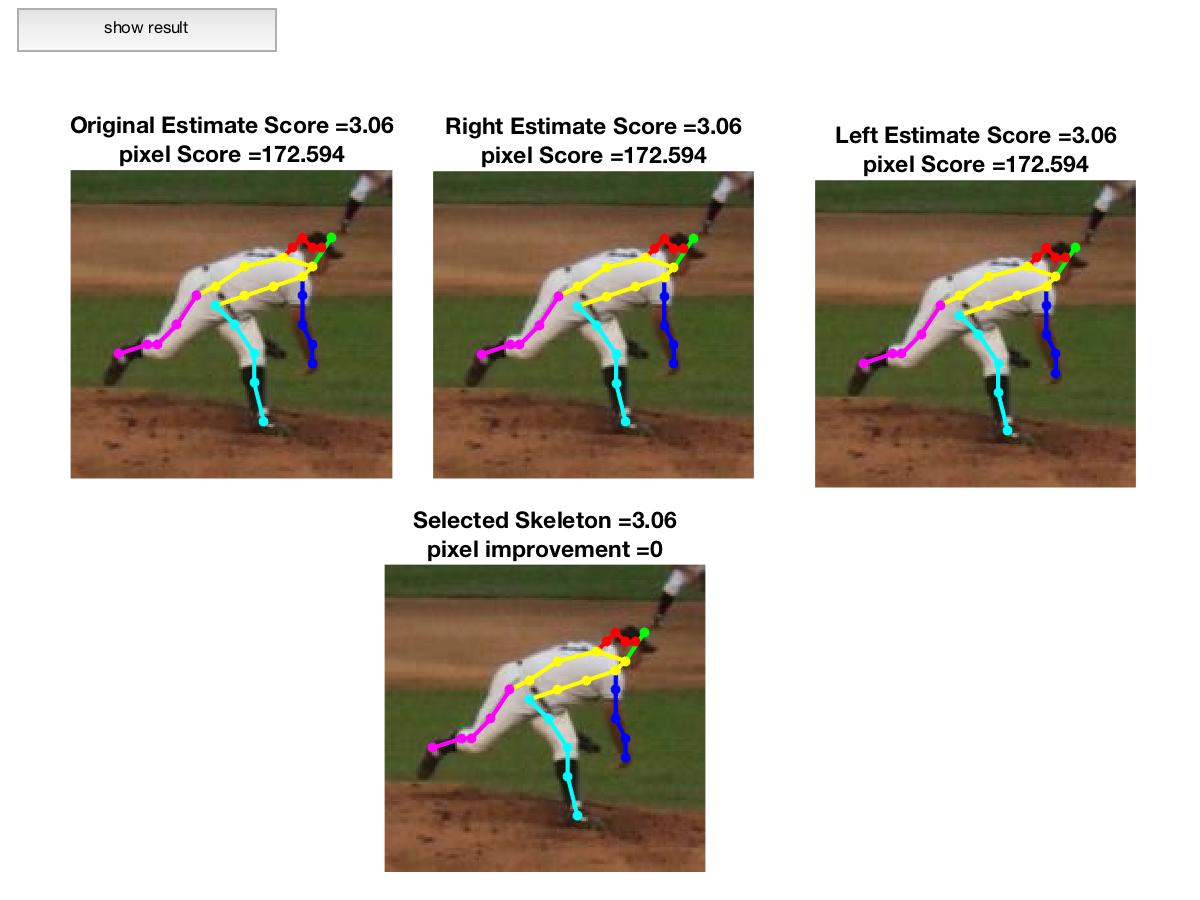 show result
Original Estimate Score =3.06
pixel Score =172.594
Right Estimate Score =3.06
pixel Score =172.594
Left Estimate Score =3.06
pixel Score =172.594
Selected Skeleton =3.06
pixel improvement =0